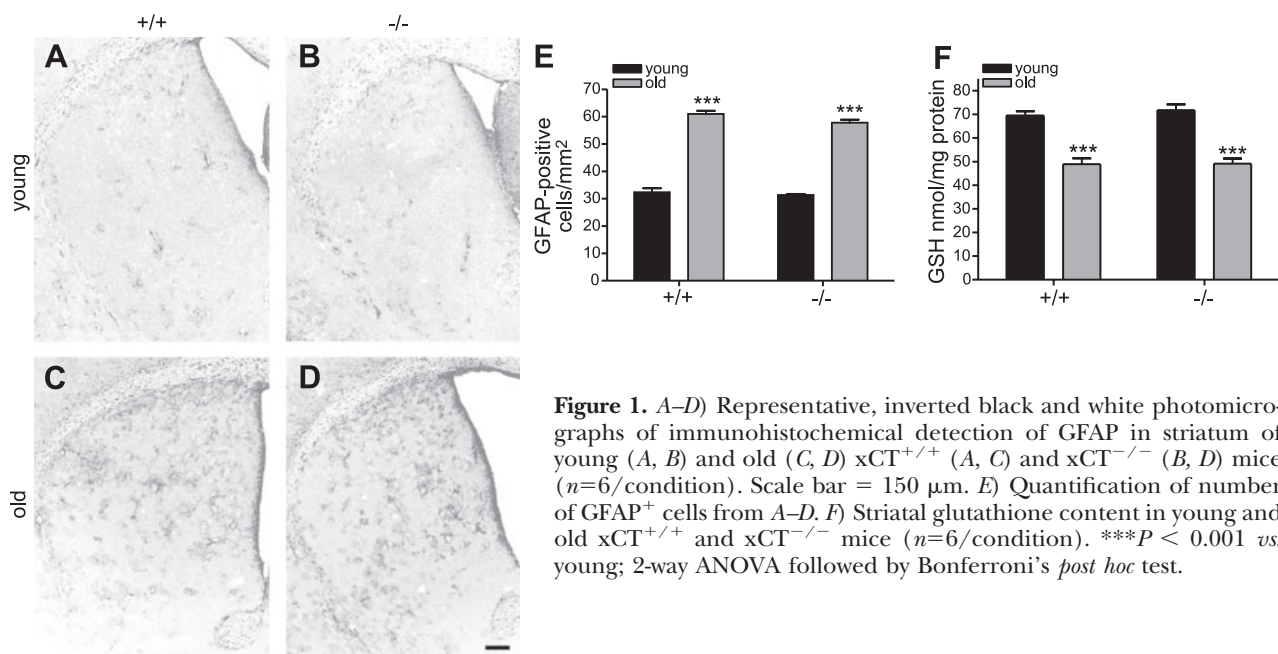 +/+
-/-
A
B
young
C
D
old
E
young
old
GFAP-positive
cells/mm²
70
60
50
40
30
20
10
0
***
***
+/+
-/-
F
young
old
GSH nmol/mg protein
80
70
60
50
40
30
20
10
0
***
***
+/+
-/-
Figure 1. A–D) Representative, inverted black and white photomicro-
graphs of immunohistochemical detection of GFAP in striatum of
young (A, B) and old (C, D) xCT+/+ (A, C) and xCT−/− (B, D) mice
(n=6/condition). Scale bar = 150 μm. E) Quantification of number
of GFAP+ cells from A–D. F) Striatal glutathione content in young and
old xCT+/+ and xCT−/− mice (n=6/condition). ***P < 0.001 vs.
young; 2-way ANOVA followed by Bonferroni's post hoc test.